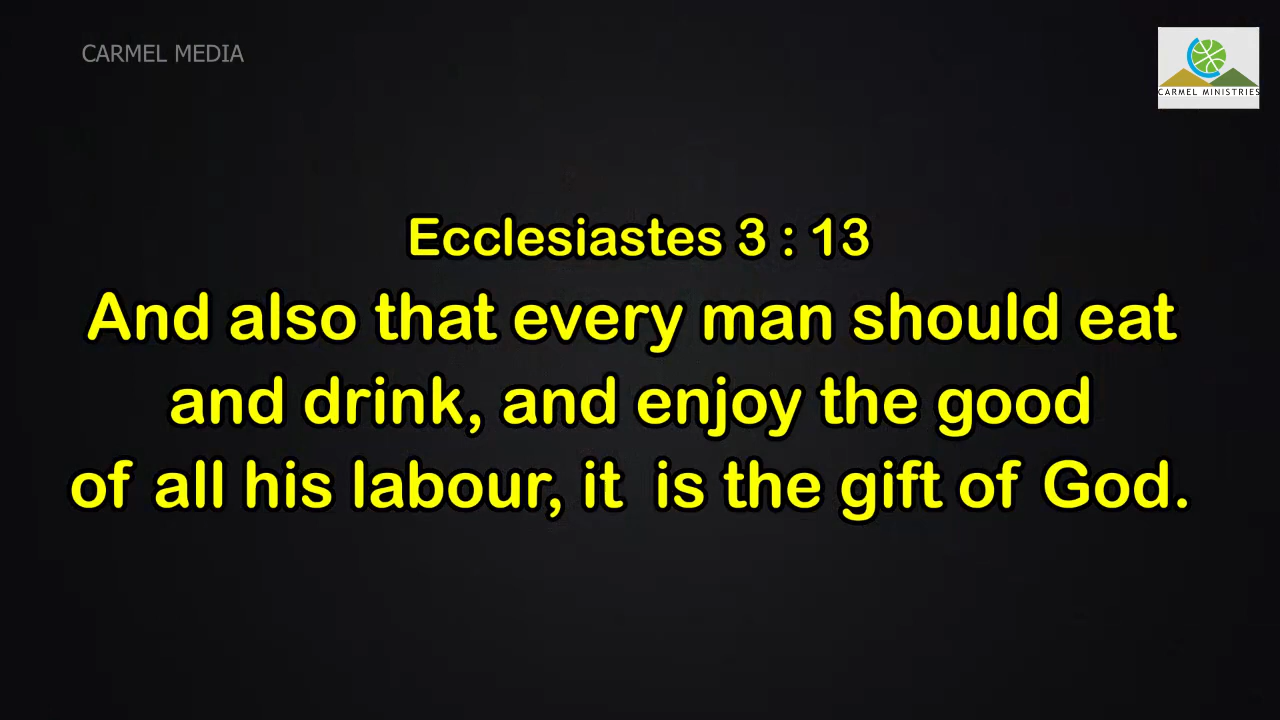 CARMEL MEDIA
CARMEL MINISTRIES
Ecclesiastes 3 : 13
And also that every man should eat
and drink, and enjoy the good
of all his labour, it is the gift of God.